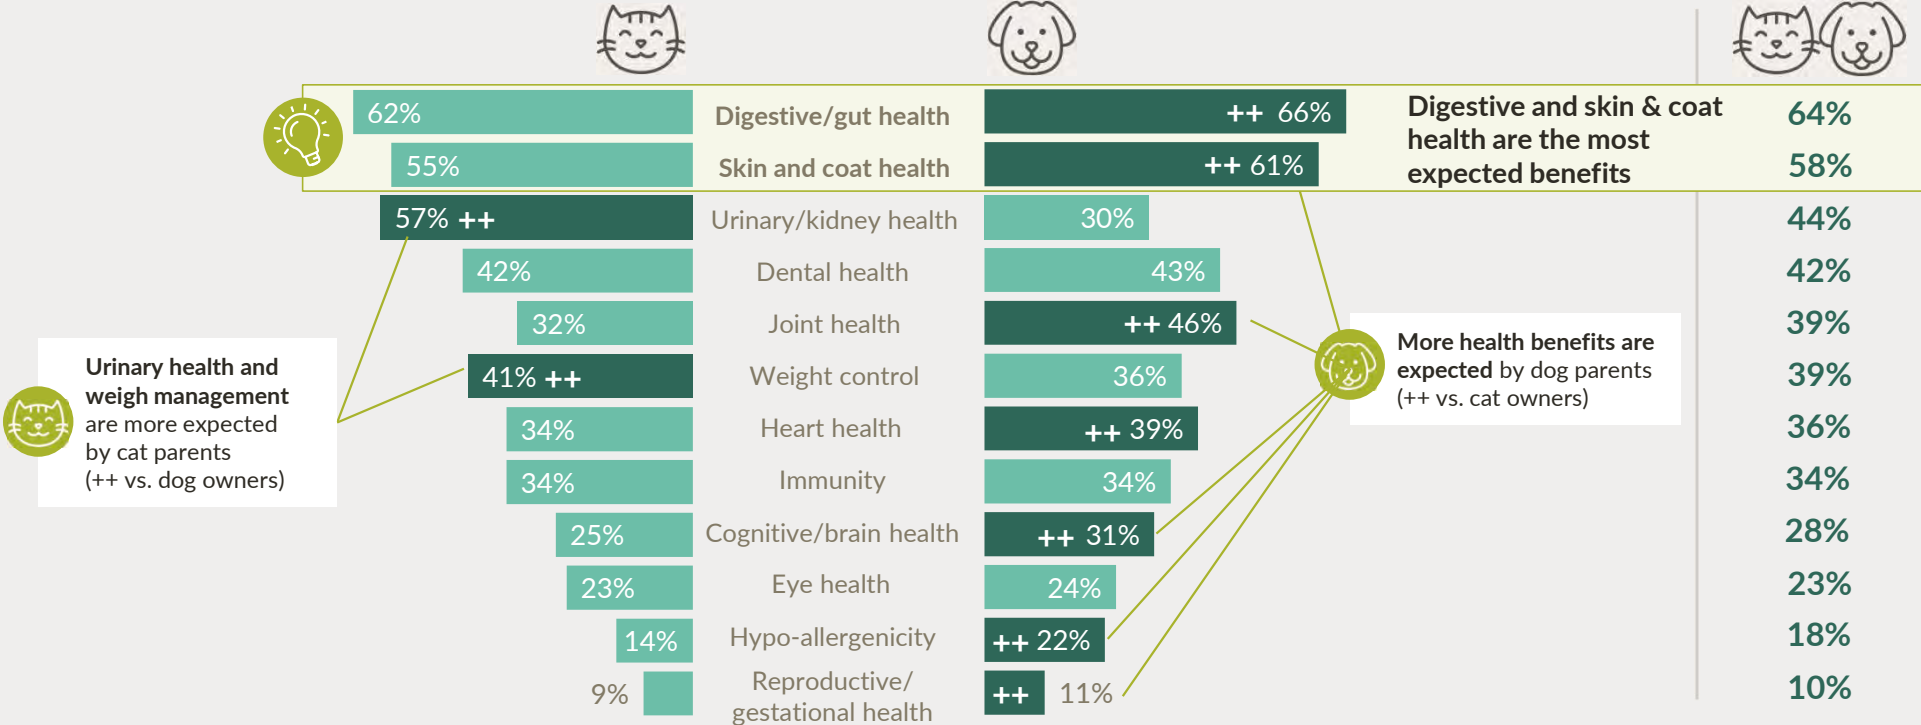 62% Digestive/gut health ++ 66% Digestive and skin & coat 64%
health are the most
55% Skin and coat health ++ 61% expected benefits 58%
57% ++ Urinary/kidney health 30% 44%
42% Dental health 43% 42%
32% Joint health ++ 46% 39%
41% ++ Weight control 36% 39%
34% Heart health ++ 39% 36%
34% Immunity 34% 34%
25% Cognitive/brain health ++ 31% 28%
23% Eye health 24% 23%
14% Hypo-allergenicity ++ 22% 18%
9% Reproductive/ ++ 11% 10%
gestational health
Urinary health and
weigh management
are more expected
by cat parents
(++ vs. dog owners)
More health benefits are
expected by dog parents
(++ vs. cat owners)